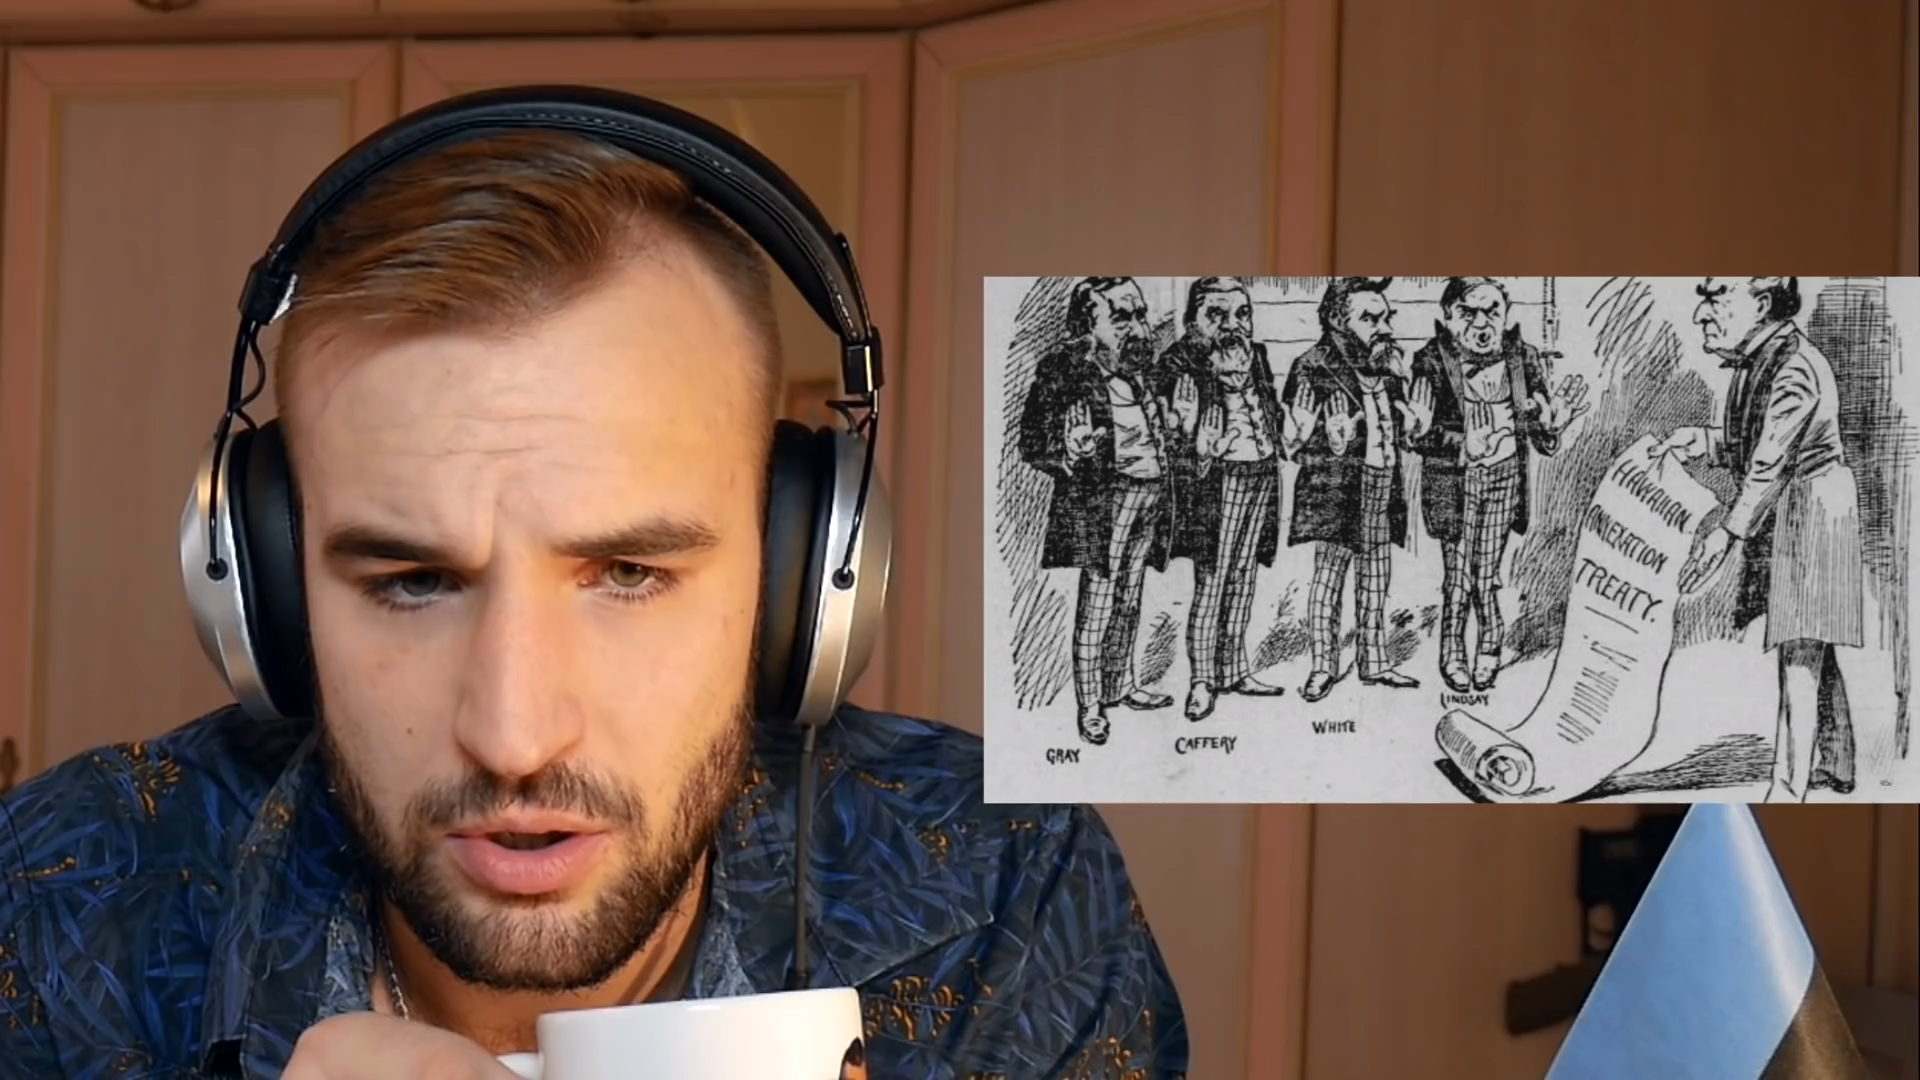 HAWAIIAN
ANNEXATION
TREATY.
LINDSAY
WHITE
CAFFERY
GRAY